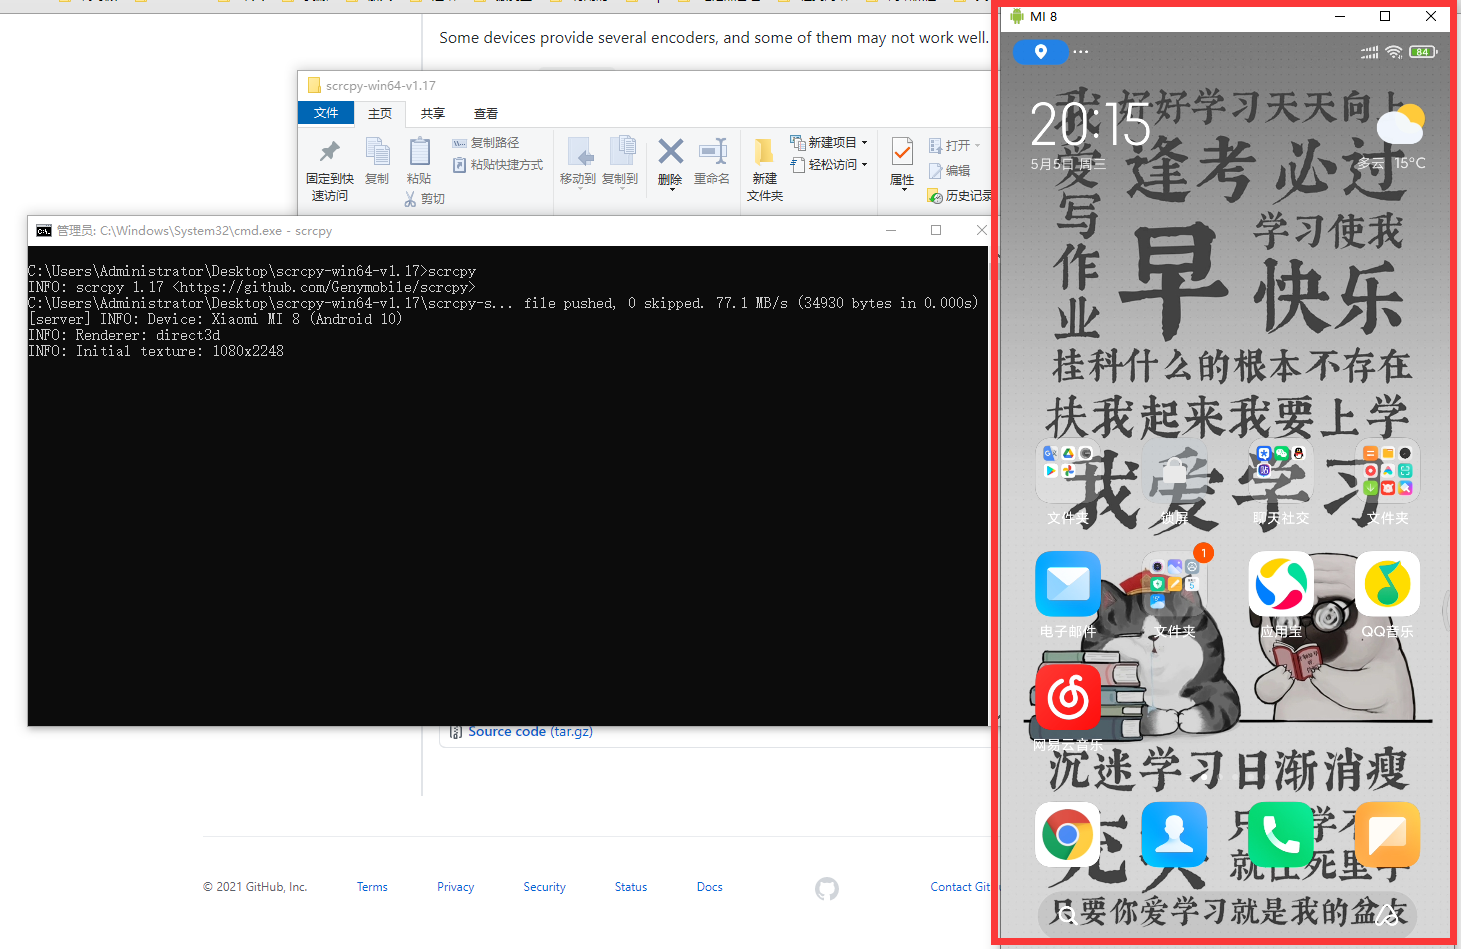 Some devices provide several encoders, and some of them may not work well.
scrcpy-win64-v1.17
文件 主页 共享 查看
固定到快速访问
复制
粘贴
复制路径
粘贴快捷方式
剪切
移动到 复制到
删除 重命名
新建文件夹
新建项目
轻松访问
属性
打开
编辑
历史记录
管理员: C:\Windows\System32\cmd.exe - scrcpy
C:\Users\Administrator\Desktop\scrcpy-win64-v1.17>scrcpy
INFO: scrcpy 1.17 <https://github.com/Genymobile/scrcpy>
C:\Users\Administrator\Desktop\scrcpy-win64-v1.17\scrcpy-s... file pushed, 0 skipped. 77.1 MB/s (34930 bytes in 0.000s)
[server] INFO: Device: Xiaomi MI 8 (Android 10)
INFO: Renderer: direct3d
INFO: Initial texture: 1080x2248
Source code (tar.gz)
© 2021 GitHub, Inc. Terms Privacy Security Status Docs Contact Git
MI 8
84
20:15
5月5日 周三
多云 15°C
我爱写作业
好好学习天天向上
逢考必过
早
学习使我
快乐
挂科什么的根本不存在
扶我起来我要上学
我爱学习
文件夹 锁屏 聊天社交 文件夹
1
电子邮件 文件夹 应用宝 QQ音乐
网易云音乐
沉迷学习日渐消瘦
只要你爱学习就是我的盆友